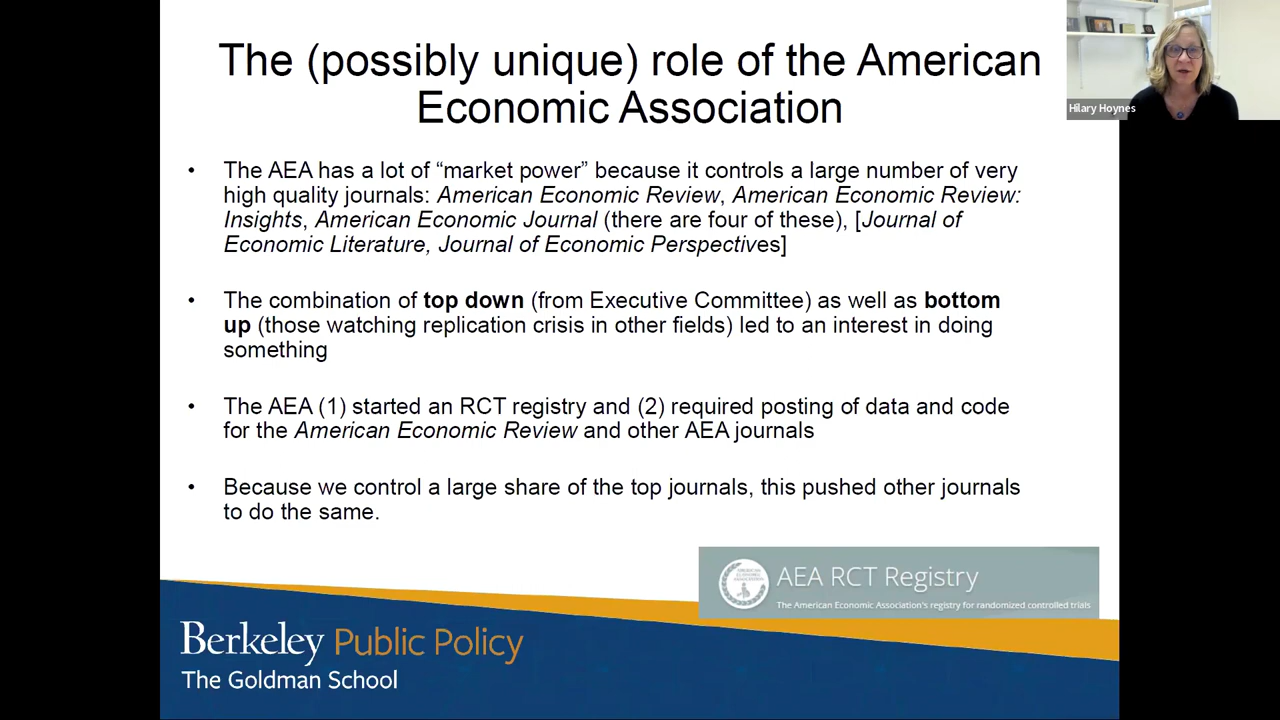 The (possibly unique) role of the American
Economic Association
Hilary Hoynes
• The AEA has a lot of “market power” because it controls a large number of very
high quality journals: American Economic Review, American Economic Review:
Insights, American Economic Journal (there are four of these), [Journal of
Economic Literature, Journal of Economic Perspectives]
• The combination of top down (from Executive Committee) as well as bottom
up (those watching replication crisis in other fields) led to an interest in doing
something
• The AEA (1) started an RCT registry and (2) required posting of data and code
for the American Economic Review and other AEA journals
• Because we control a large share of the top journals, this pushed other journals
to do the same.
AEA RCT Registry
The American Economic Association's registry for randomized controlled trials
Berkeley Public Policy
The Goldman School